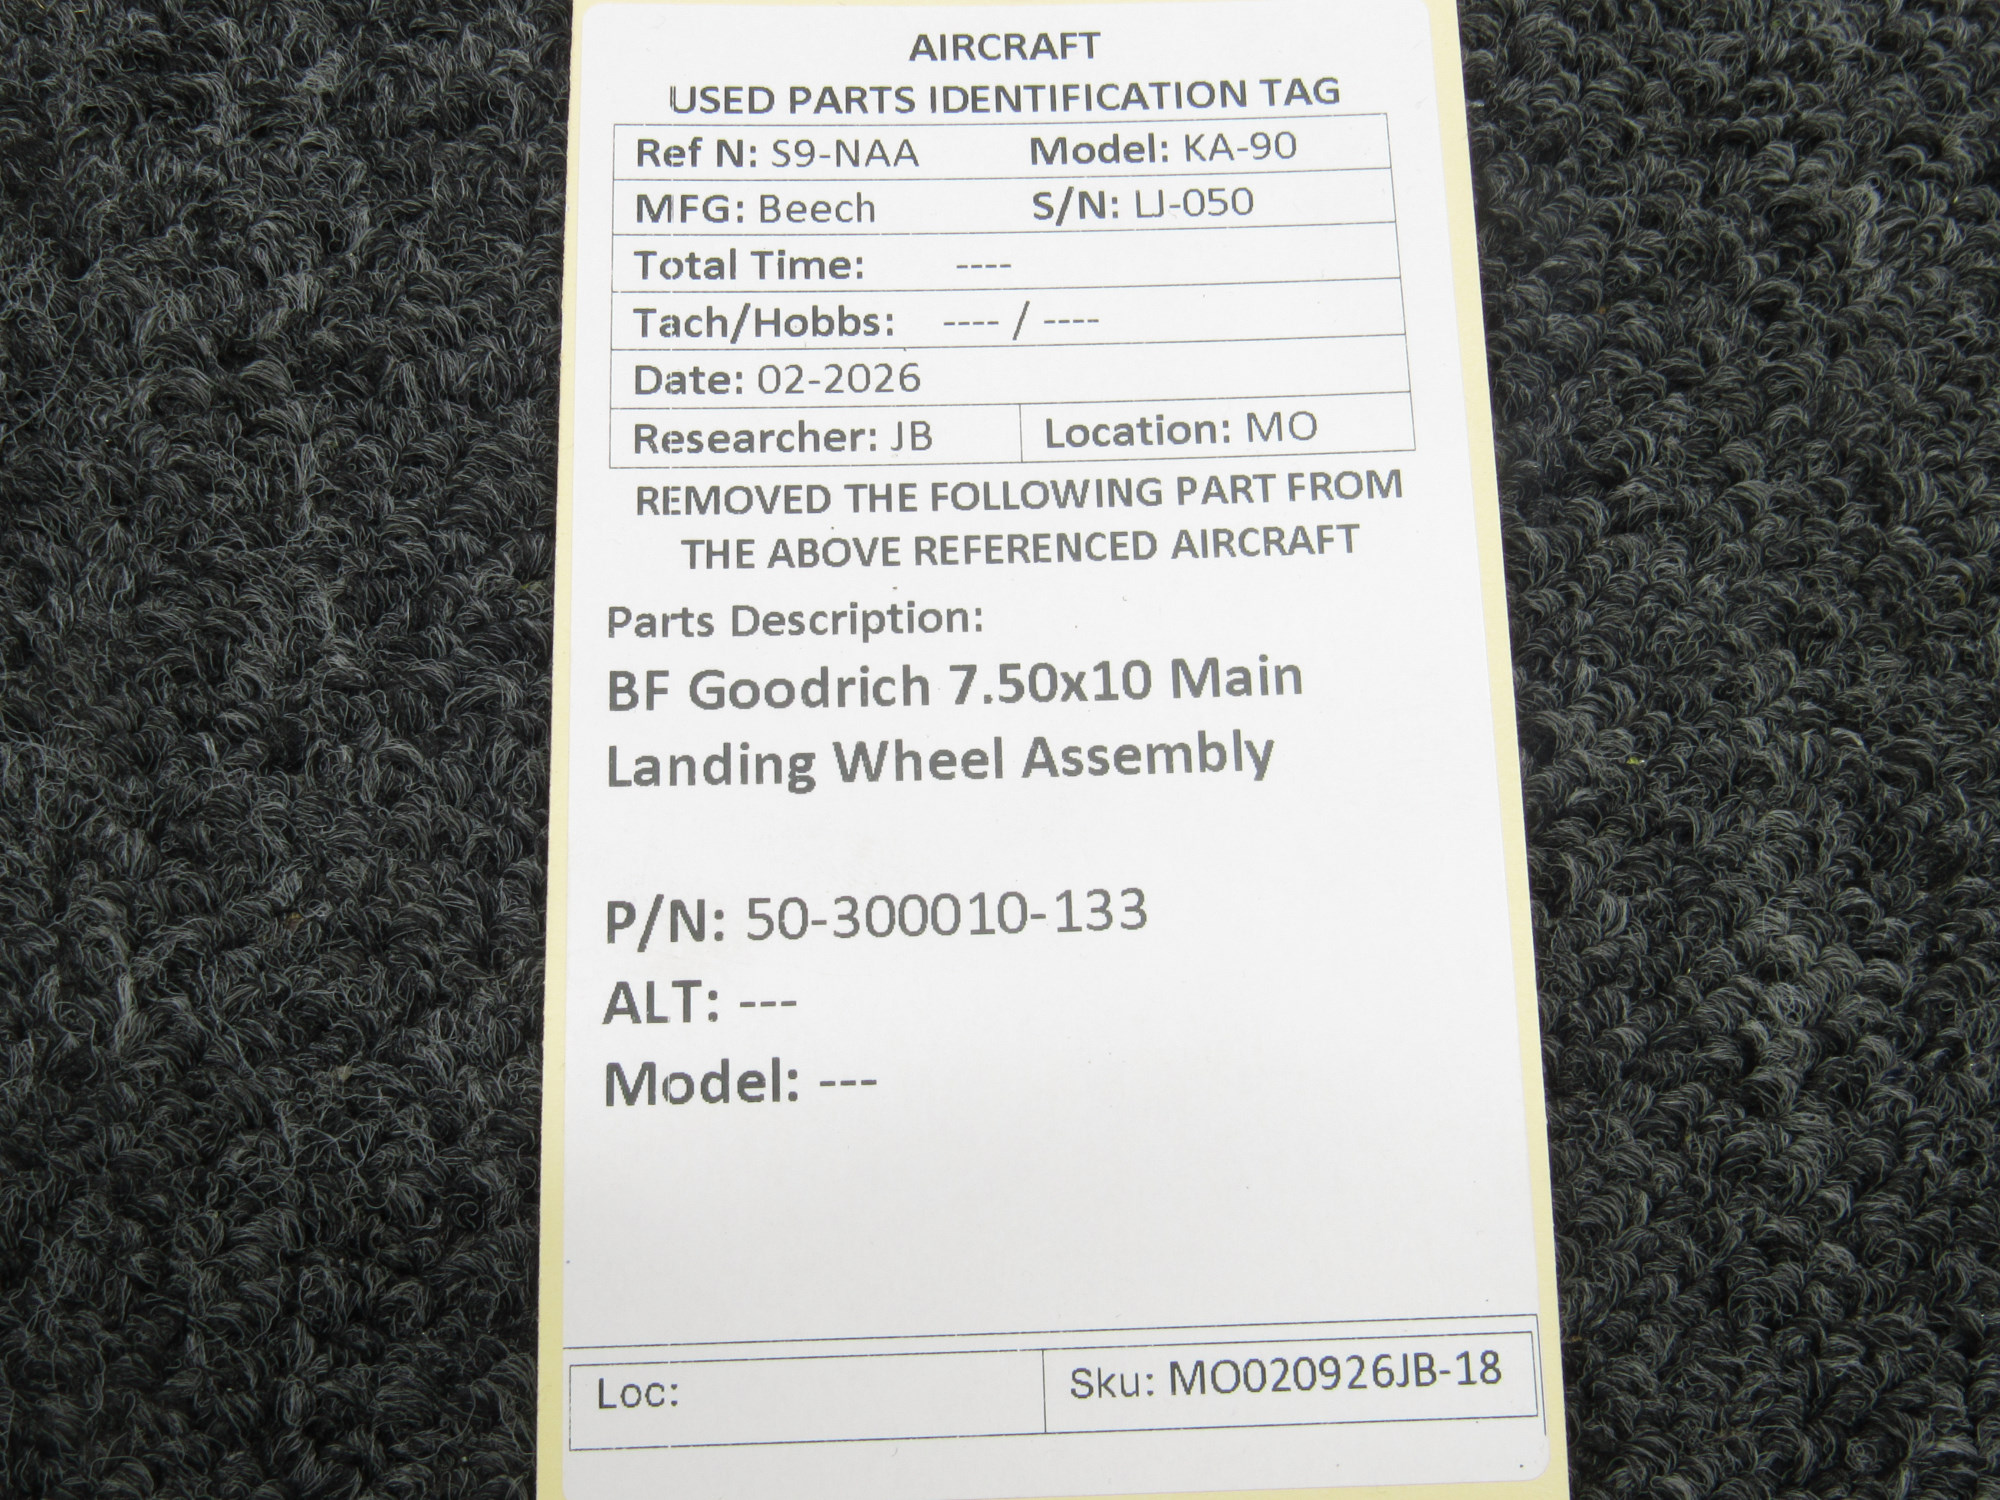 AIRCRAFT
USED PARTS IDENTIFICATION TAG
Ref N: S9-NAA Model: KA-90
MFG: Beech S/N: LJ-050
Total Time: ----
Tach/Hobbs: ---- / ----
Date: 02-2026
Researcher: JB Location: MO
REMOVED THE FOLLOWING PART FROM
THE ABOVE REFERENCED AIRCRAFT
Parts Description:
BF Goodrich 7.50x10 Main
Landing Wheel Assembly
P/N: 50-300010-133
ALT: ---
Model: ---
Loc: Sku: MO020926JB-18